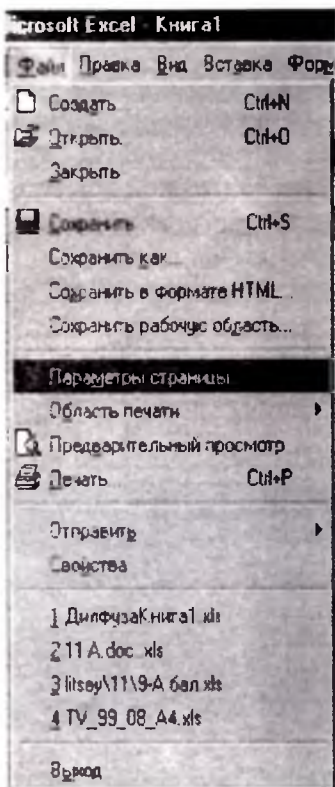 crosoft Excel - Книга1
Файл Правка Вид Вставка Форм
Создать Ctrl+N
Открыть... Ctrl+O
Закрыть
Сохранить Ctrl+S
Сохранить как...
Сохранить в формате HTML...
Сохранить рабочую область...
Параметры страницы...
Область печати
Предварительный просмотр
Печать... Ctrl+P
Отправить
Свойства
1 ДилфузаКнига1.xls
2 11 А.doc .xls
3 litsey\11\9-А бал.xls
4 TV_99_08_A4.xls
Выход